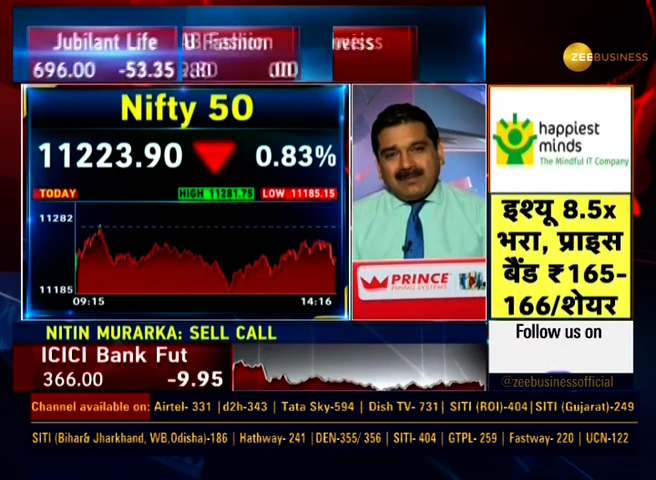 Jubilant Life
Fashion
696.00 -53.35
ZEE BUSINESS
Nifty 50
11223.90 0.83%
TODAY HIGH 11281.75 LOW 11185.15
11282
11185
09:15 14:16
PRINCE
PIPING SYSTEMS
happiest
minds
The Mindful IT Company
इश्यू 8.5x
भरा, प्राइस
बैंड ₹165-
166/शेयर
Follow us on
@zeebusinessofficial
NITIN MURARKA: SELL CALL
ICICI Bank Fut
366.00 -9.95
Channel available on: Airtel- 331 | d2h-343 | Tata Sky-594 | Dish TV- 731 | SITI (ROI)-404 | SITI (Gujarat)-249
SITI (Bihar& Jharkhand, WB,Odisha)-186 | Hathway- 241 | DEN-355/ 356 | SITI- 404 | GTPL- 259 | Fastway- 220 | UCN-122